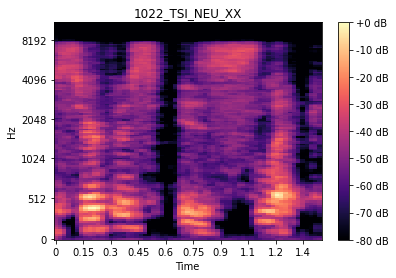 1022_TSI_NEU_XX
+0 dB
8192
-10 dB
4096
-20 dB
-30 dB
2048
Hz
-40 dB
1024
-50 dB
512
-60 dB
-70 dB
0
-80 dB
0 0.15 0.3 0.45 0.6 0.75 0.9 1.1 1.2 1.4
Time